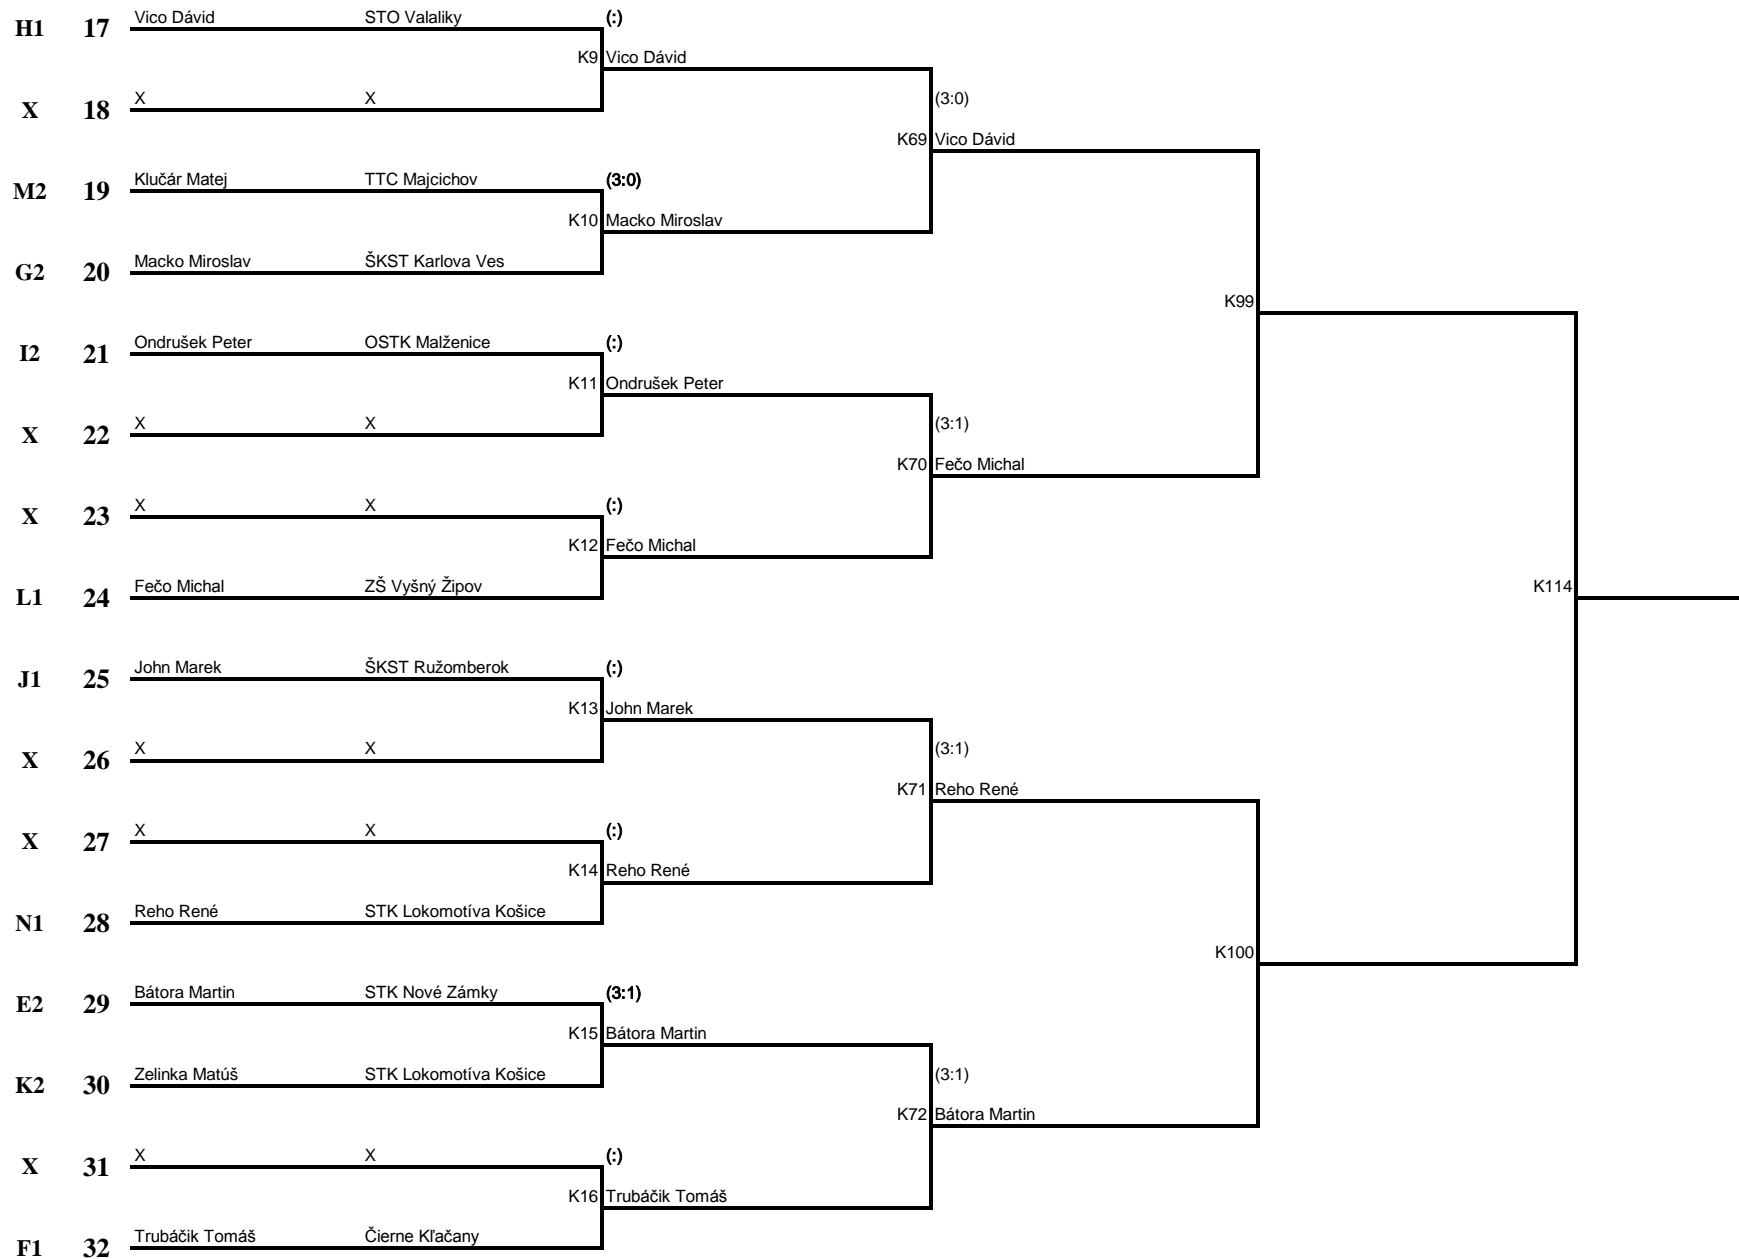 H1 17 Vico Dávid STO Valaliky (:)
K9 Vico Dávid
X 18 X X (3:0)
K69 Vico Dávid
M2 19 Klučár Matej TTC Majcichov (3:0)
K10 Macko Miroslav
G2 20 Macko Miroslav ŠKST Karlova Ves
K99
I2 21 Ondrušek Peter OSTK Malženice (:)
K11 Ondrušek Peter
X 22 X X (3:1)
K70 Fečo Michal
X 23 X X (:)
K12 Fečo Michal
L1 24 Fečo Michal ZŠ Vyšný Žipov K114
J1 25 John Marek ŠKST Ružomberok (:)
K13 John Marek
X 26 X X (3:1)
K71 Reho René
X 27 X X (:)
K14 Reho René
N1 28 Reho René STK Lokomotíva Košice
K100
E2 29 Bátora Martin STK Nové Zámky (3:1)
K15 Bátora Martin
K2 30 Zelinka Matúš STK Lokomotíva Košice (3:1)
K72 Bátora Martin
X 31 X X (:)
K16 Trubáčik Tomáš
F1 32 Trubáčik Tomáš Čierne Kľačany